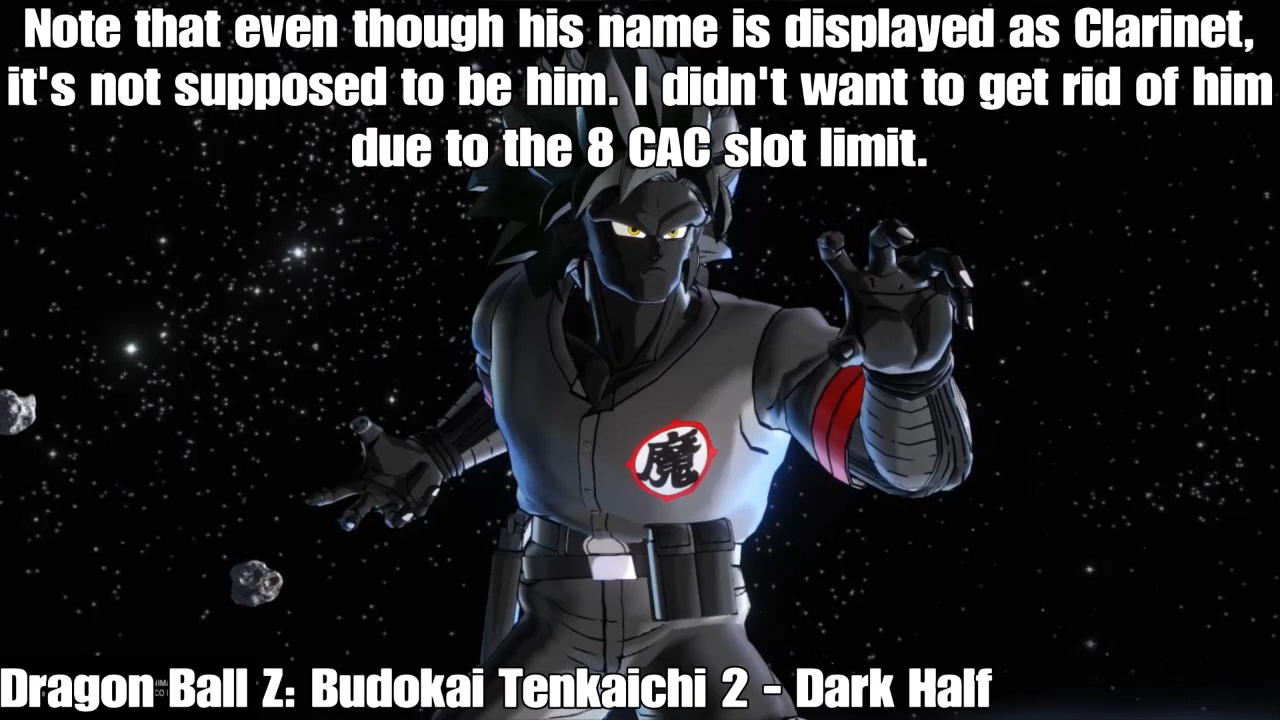 Note that even though his name is displayed as Clarinet,
it's not supposed to be him. I didn't want to get rid of him
due to the 8 CAC slot limit.
魔
Dragon Ball Z: Budokai Tenkaichi 2 - Dark Half